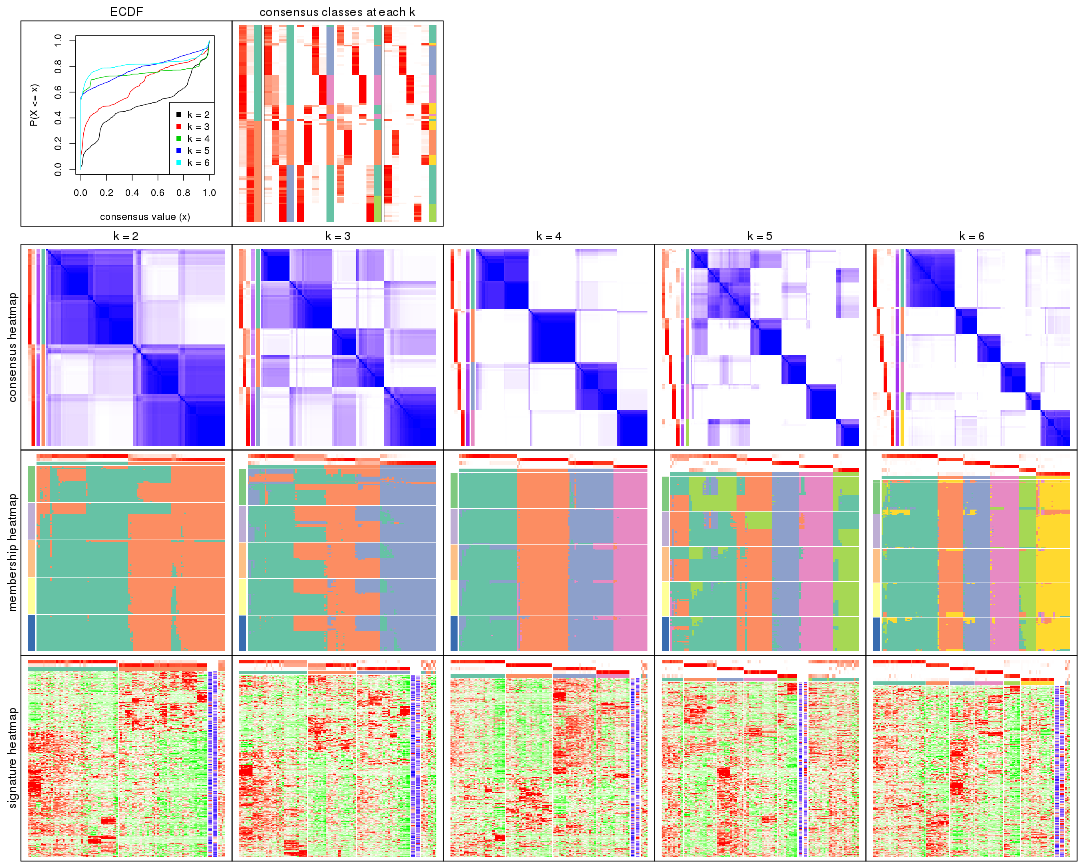 ECDF
consensus classes at each k
P(X <= x)
0.0 0.2 0.4 0.6 0.8 1.0
k = 2
k = 3
k = 4
k = 5
k = 6
0.0 0.2 0.4 0.6 0.8 1.0
consensus value (x)
k = 2 k = 3 k = 4 k = 5 k = 6
consensus heatmap
membership heatmap
signature heatmap